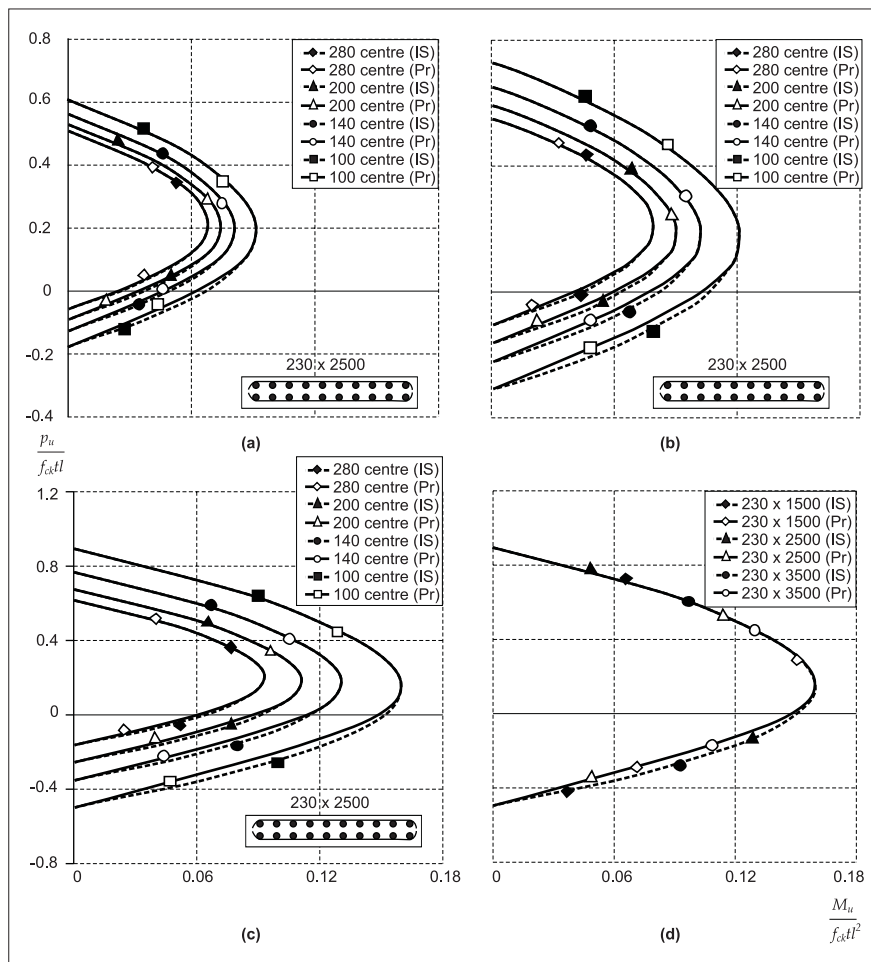 0.8
0.6
0.4
0.2
0
-0.2
-0.4
280 centre (IS)
280 centre (Pr)
200 centre (IS)
200 centre (Pr)
140 centre (IS)
140 centre (Pr)
100 centre (IS)
100 centre (Pr)
230 x 2500
(a)
280 centre (IS)
280 centre (Pr)
200 centre (IS)
200 centre (Pr)
140 centre (IS)
140 centre (Pr)
100 centre (IS)
100 centre (Pr)
230 x 2500
(b)
p_u
f_{ck}tl
1.2
0.8
0.4
0
-0.4
-0.8
280 centre (IS)
280 centre (Pr)
200 centre (IS)
200 centre (Pr)
140 centre (IS)
140 centre (Pr)
100 centre (IS)
100 centre (Pr)
230 x 2500
0 0.06 0.12 0.18
(c)
230 x 1500 (IS)
230 x 1500 (Pr)
230 x 2500 (IS)
230 x 2500 (Pr)
230 x 3500 (IS)
230 x 3500 (Pr)
0 0.06 0.12 0.18
(d)
M_u
f_{ck}tl²